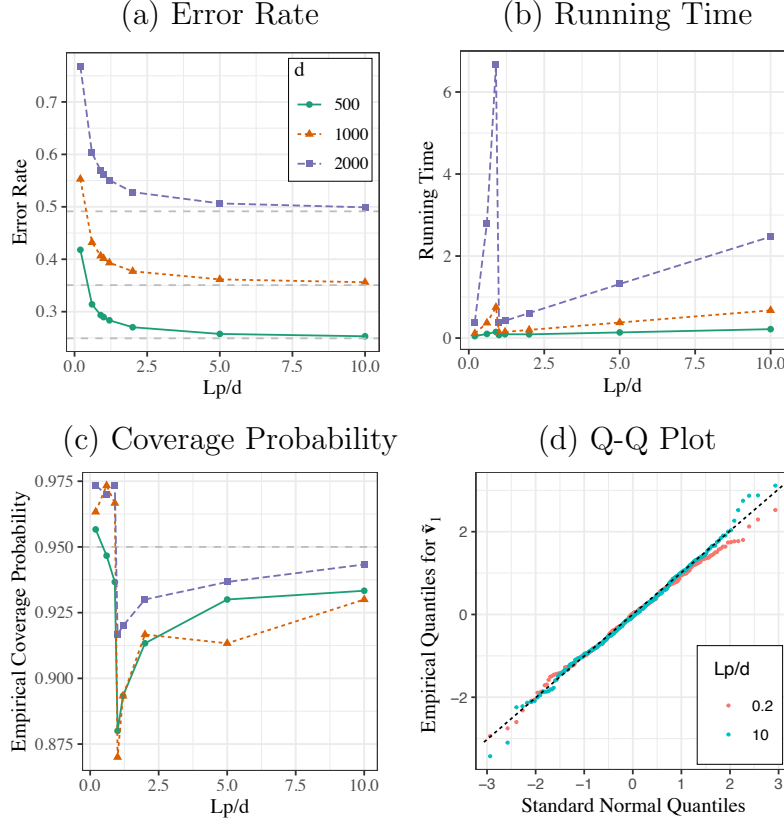 (a) Error Rate
(b) Running Time
d
500
1000
2000
0.7
0.6
0.5
0.4
0.3
Error Rate
0.0 2.5 5.0 7.5 10.0
Lp/d
6
4
2
0
Running Time
0.0 2.5 5.0 7.5 10.0
Lp/d
(c) Coverage Probability
(d) Q-Q Plot
0.975
0.950
0.925
0.900
0.875
Empirical Coverage Probability
0.0 2.5 5.0 7.5 10.0
Lp/d
2
0
−2
Empirical Quantiles for ṽ₁
Lp/d
0.2
10
−3 −2 −1 0 1 2 3
Standard Normal Quantiles